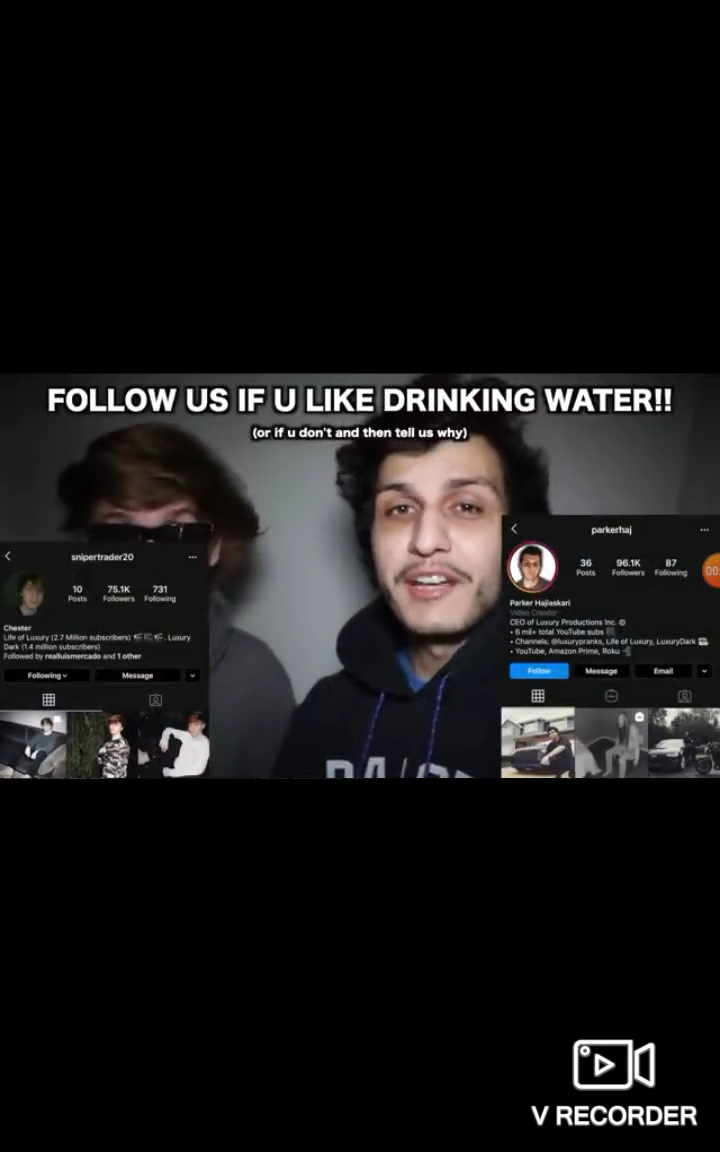 FOLLOW US IF U LIKE DRINKING WATER!!
(or if u don't and then tell us why)
snipertrader20
10 75.1K 731
Posts Followers Following
Chester
Life of Luxury (2.7 Million subscribers) , Luxury
Dark (1.4 million subscribers)
Followed by realluismercado and 1 other
Following Message
parkerhaj
36 96.1K 87
Posts Followers Following
Parker Hajiaskari
Video Creator
CEO of Luxury Productions Inc. ©
• 6 mil+ total YouTube subs
• Channels: @luxurypranks, Life of Luxury, LuxuryDark
• YouTube, Amazon Prime, Roku
Follow Message Email
00
V RECORDER